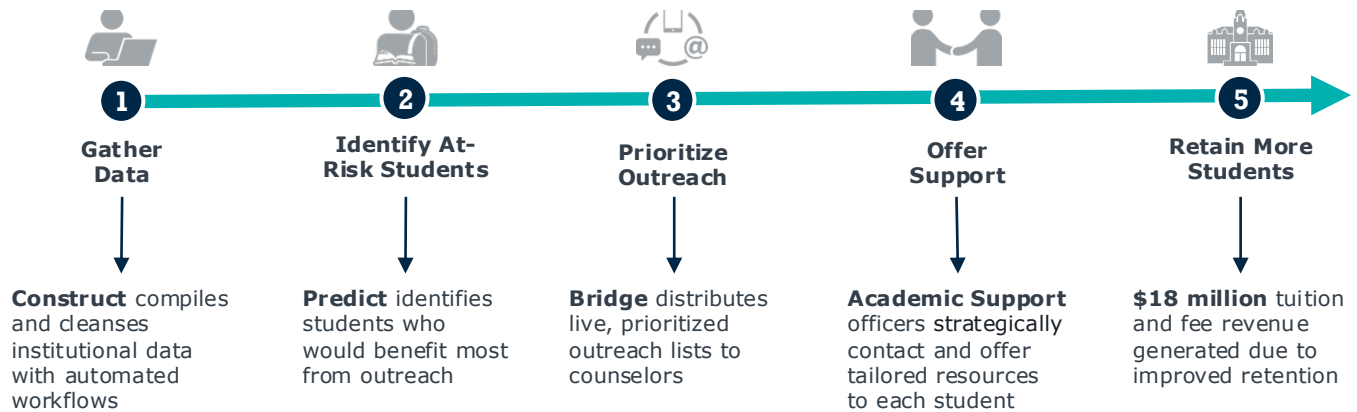 @
1
2
3
4
5
Gather
Data
Identify At-
Risk Students
Prioritize
Outreach
Offer
Support
Retain More
Students
Construct compiles
and cleanses
institutional data
with automated
workflows
Predict identifies
students who
would benefit most
from outreach
Bridge distributes
live, prioritized
outreach lists to
counselors
Academic Support
officers strategically
contact and offer
tailored resources
to each student
$18 million tuition
and fee revenue
generated due to
improved retention